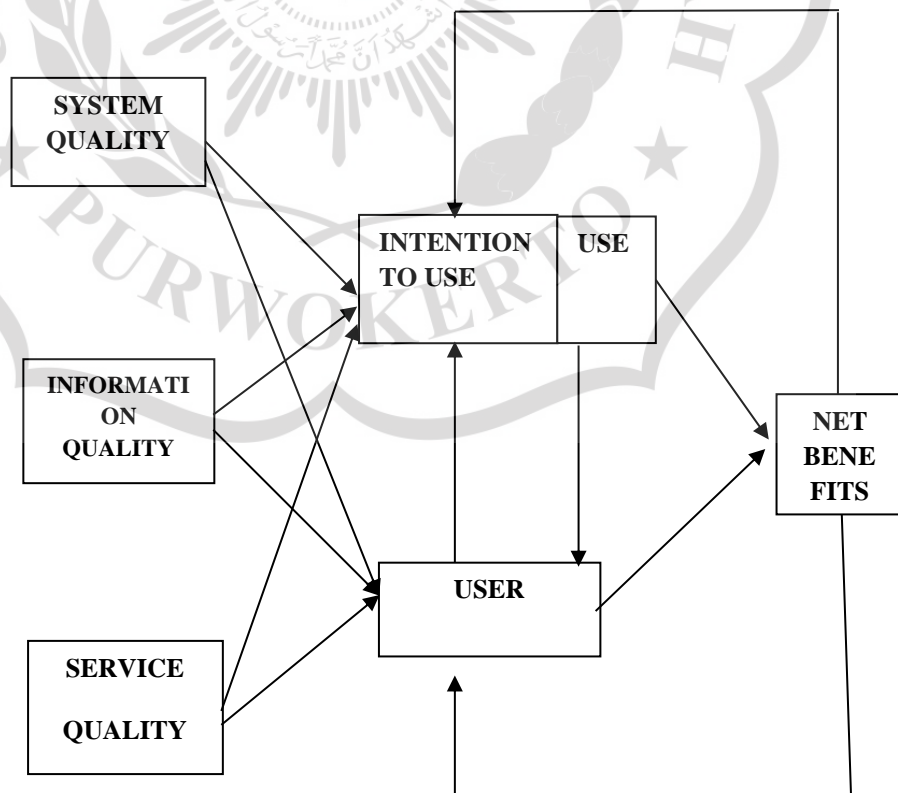 SYSTEM
QUALITY
INTENTION
TO USE
USE
INFORMATI
ON
QUALITY
NET
BENE
FITS
USER
SERVICE
QUALITY
PURWOKERTO
H